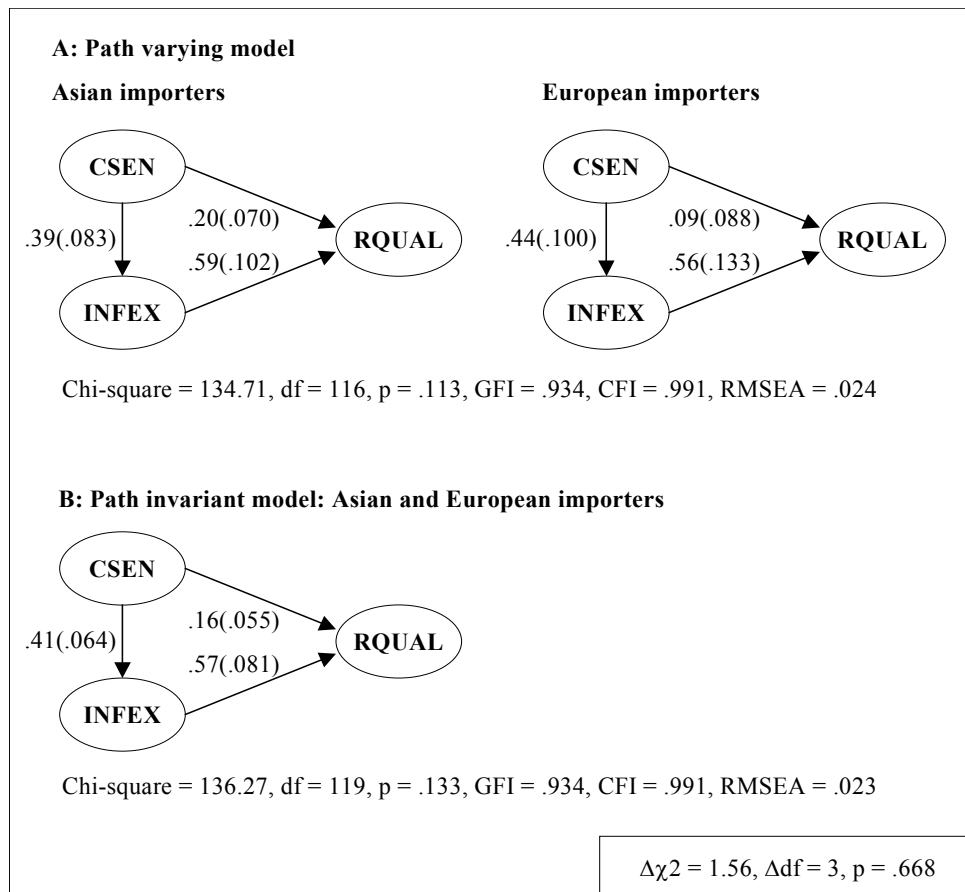 A: Path varying model
Asian importers
European importers
CSEN
.20(.070)
.39(.083)
RQUAL
.59(.102)
INFEX
CSEN
.09(.088)
.44(.100)
RQUAL
.56(.133)
INFEX
Chi-square = 134.71, df = 116, p = .113, GFI = .934, CFI = .991, RMSEA = .024
B: Path invariant model: Asian and European importers
CSEN
.16(.055)
.41(.064)
RQUAL
.57(.081)
INFEX
Chi-square = 136.27, df = 119, p = .133, GFI = .934, CFI = .991, RMSEA = .023
Δχ2 = 1.56, Δdf = 3, p = .668